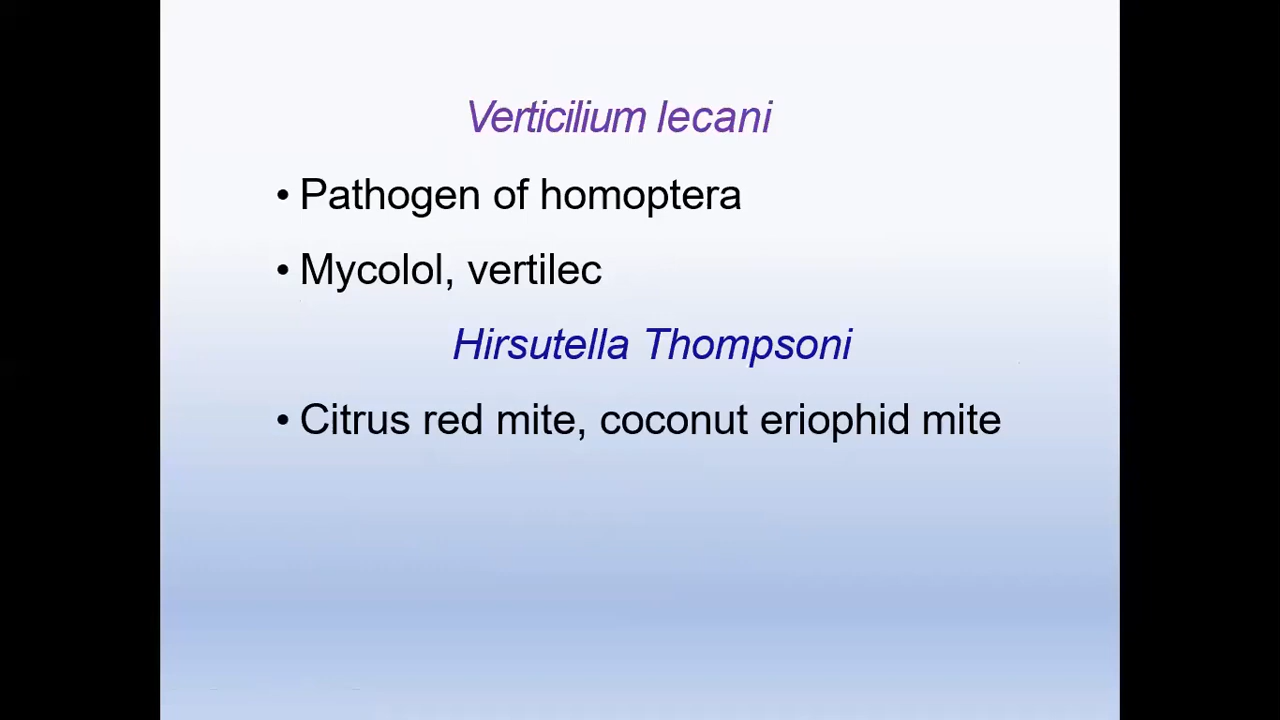 Verticilium lecani
• Pathogen of homoptera
• Mycolol, vertilec
Hirsutella Thompsoni
• Citrus red mite, coconut eriophid mite